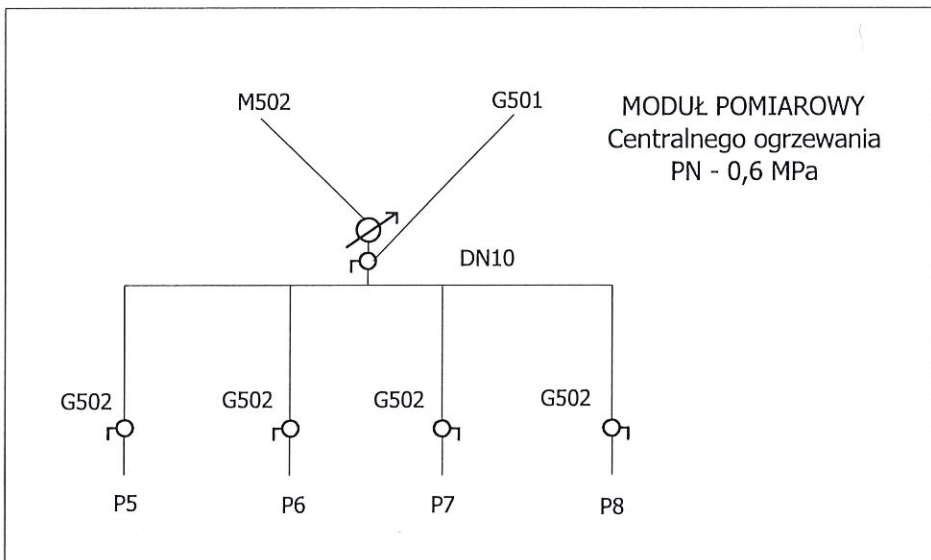 M502
G501
MODUŁ POMIAROWY
Centralnego ogrzewania
PN - 0,6 MPa
DN10
G502
G502
G502
G502
P5
P6
P7
P8